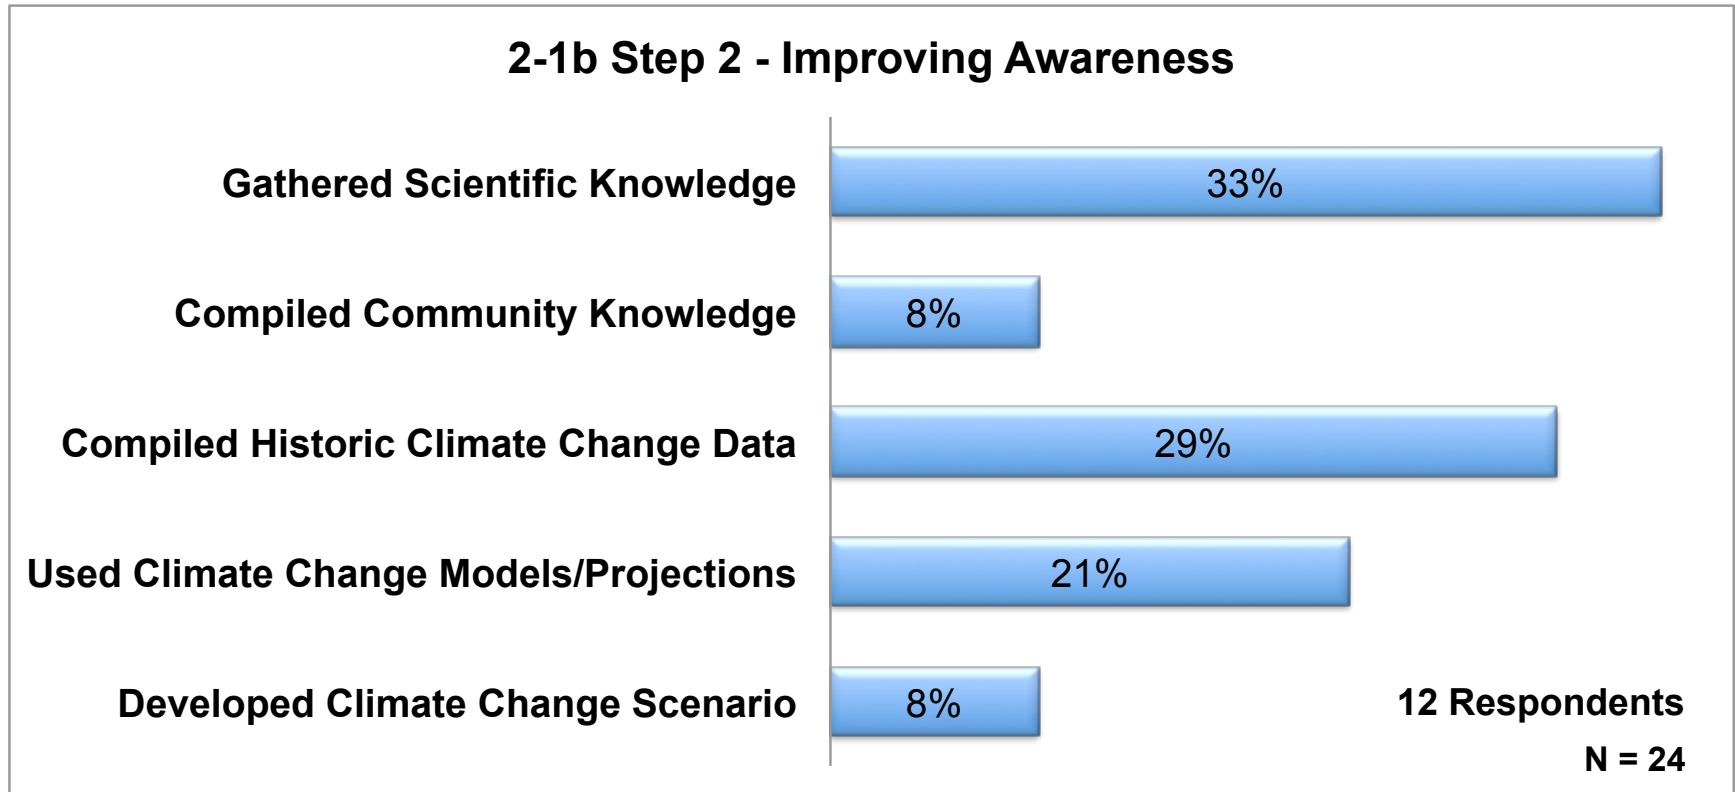 2-1b Step 2 - Improving Awareness
Gathered Scientific Knowledge
33%
Compiled Community Knowledge
8%
Compiled Historic Climate Change Data
29%
Used Climate Change Models/Projections
21%
Developed Climate Change Scenario
8%
12 Respondents
N = 24